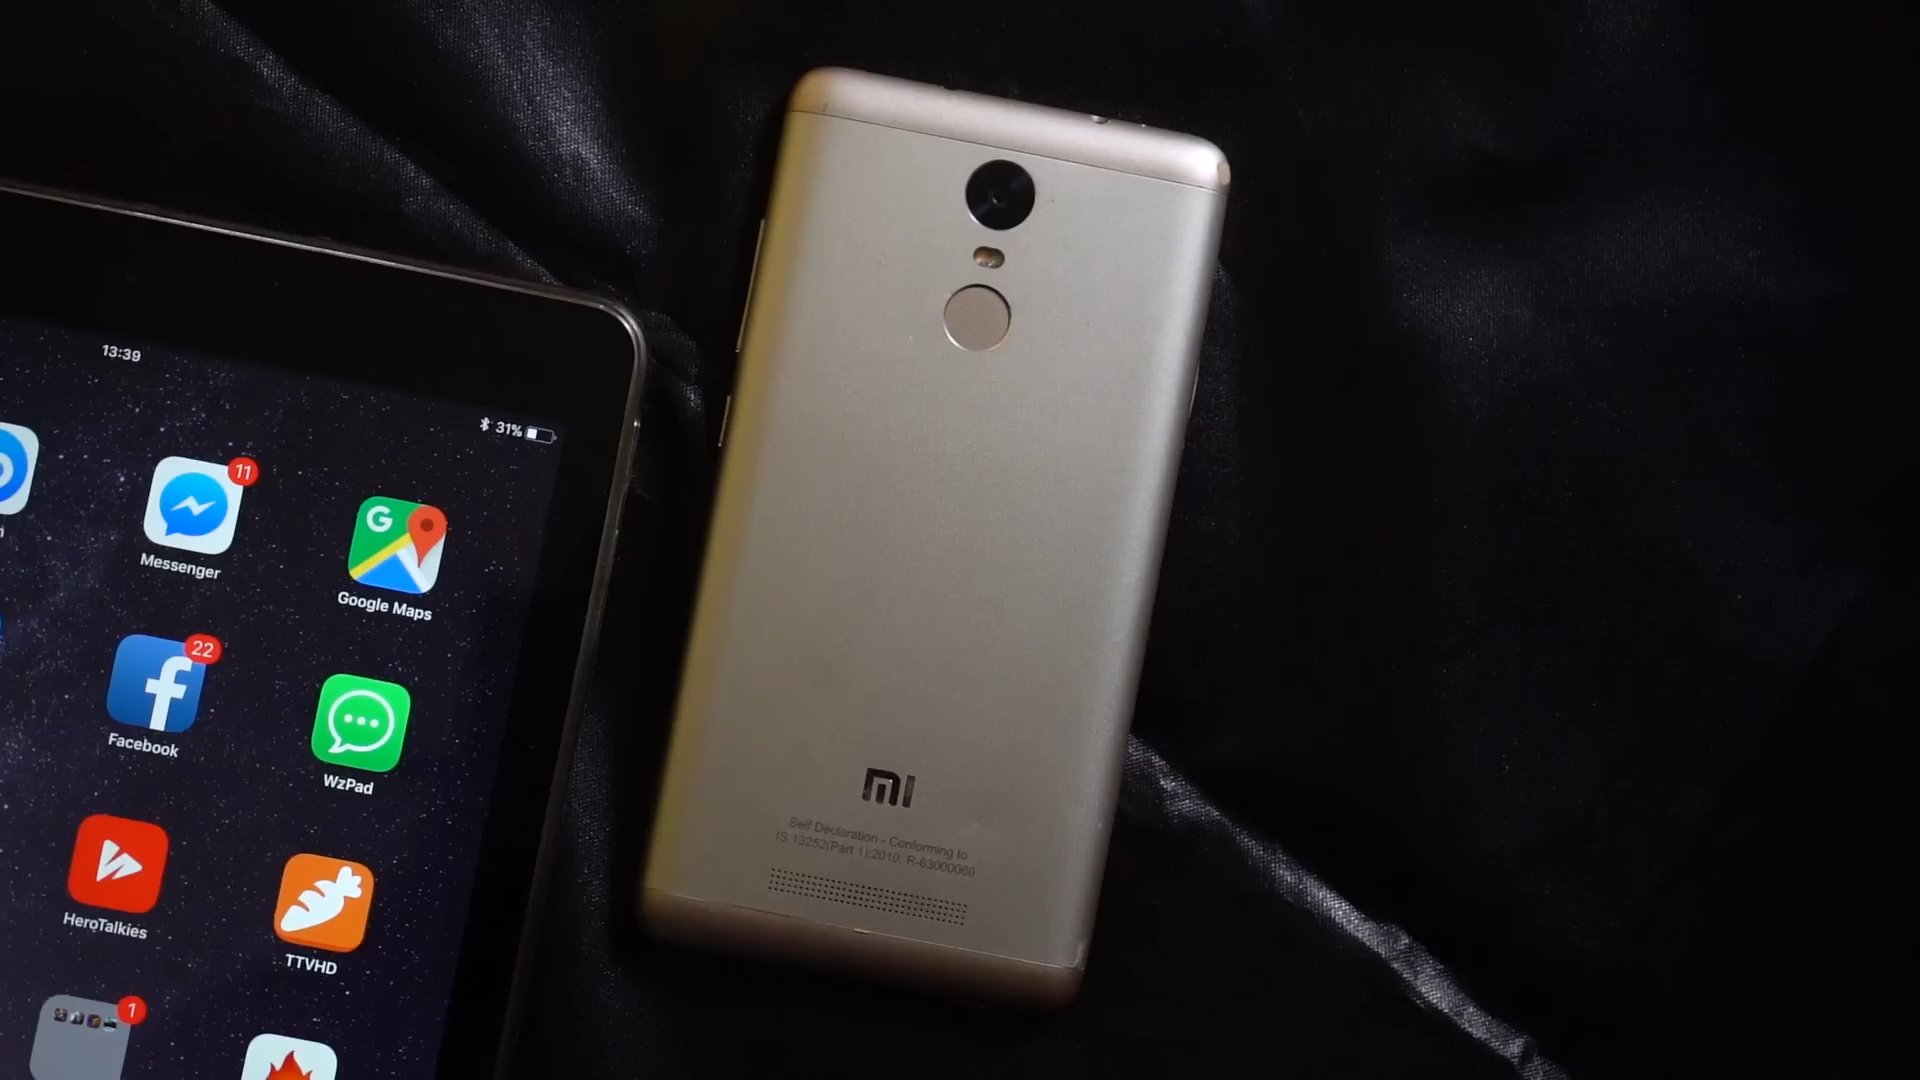 13:39
31%
11
Messenger
G
Google Maps
22
f
Facebook
WzPad
HeroTalkies
TTVHD
1
MI
Self Declaration - Conforming to
IS 13252(Part 1):2010, R-63000060